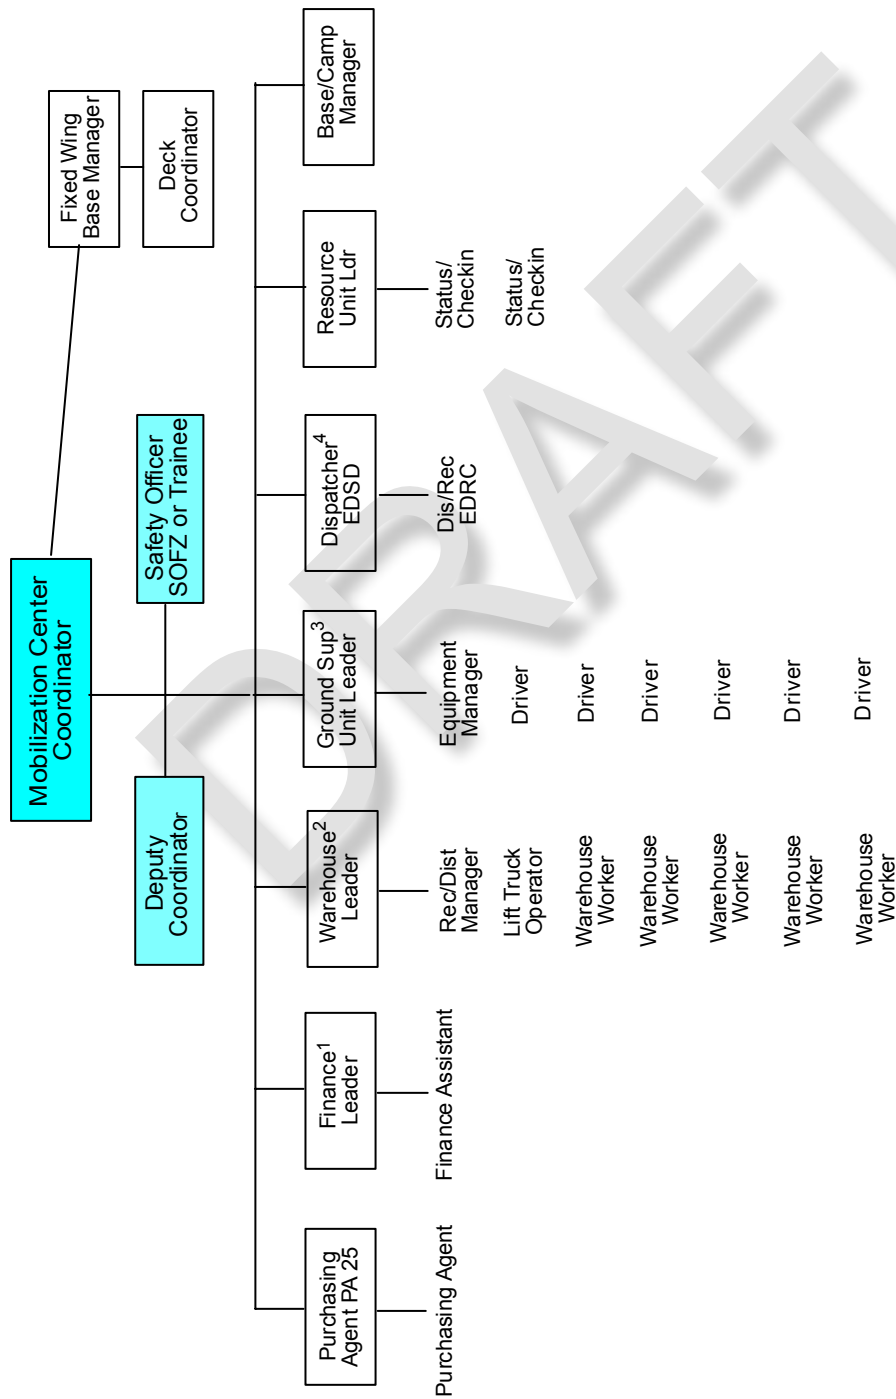 Mobilization Center
Coordinator
Fixed Wing
Base Manager
Deck
Coordinator
Deputy
Coordinator
Safety Officer
SOFZ or Trainee
Purchasing
Agent PA 25
Finance1
Leader
Warehouse2
Leader
Ground Sup3
Unit Leader
Dispatcher4
EDSD
Resource
Unit Ldr
Base/Camp
Manager
Purchasing Agent
Finance Assistant
Rec/Dist
Manager
Lift Truck
Operator
Warehouse
Worker
Warehouse
Worker
Warehouse
Worker
Warehouse
Worker
Warehouse
Worker
Equipment
Manager
Driver
Driver
Driver
Driver
Driver
Driver
Dis/Rec
EDRC
Status/
Checkin
Status/
Checkin
DRAFT